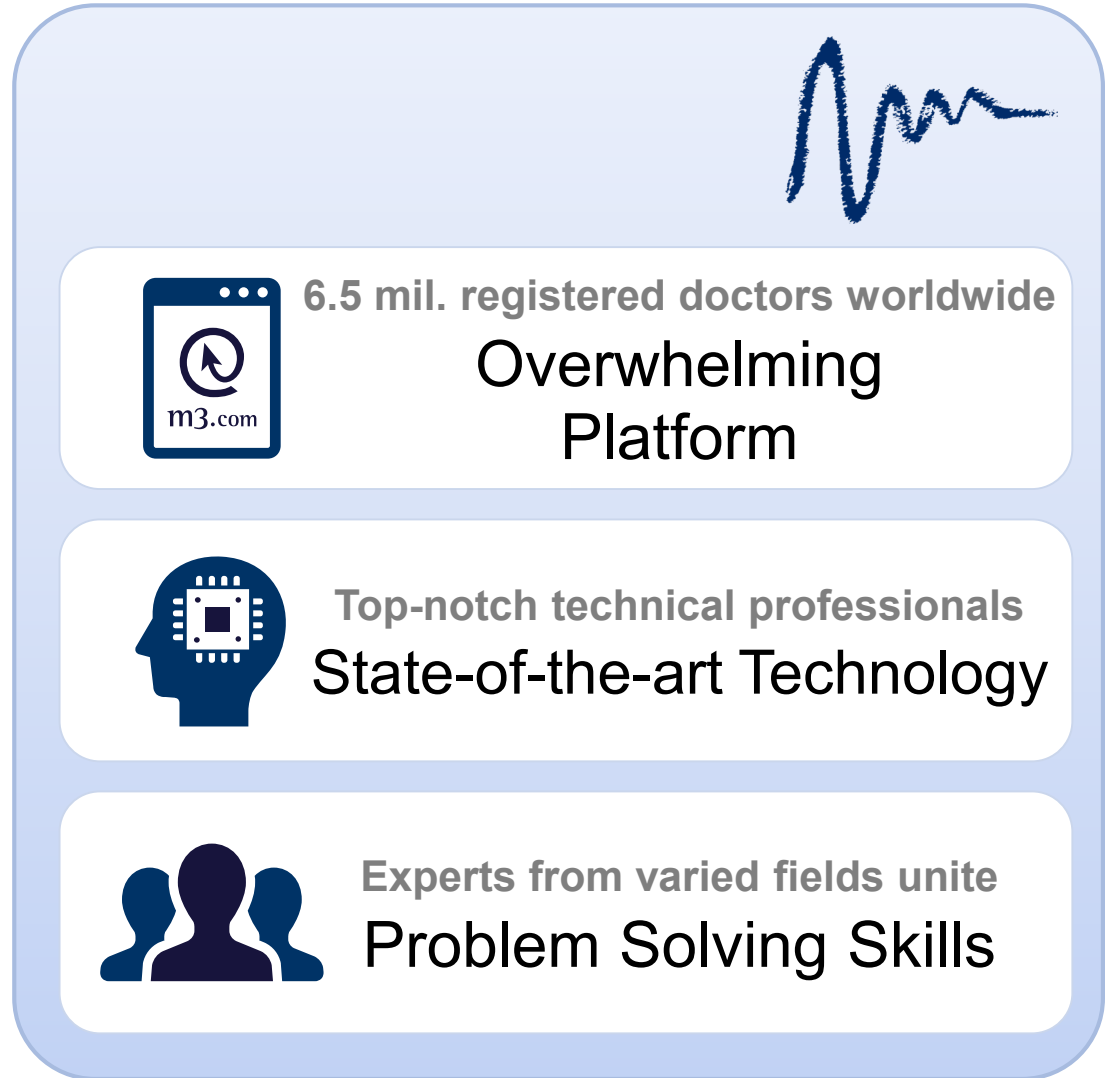 6.5 mil. registered doctors worldwide
Overwhelming
Platform
m3.com
Top-notch technical professionals
State-of-the-art Technology
Experts from varied fields unite
Problem Solving Skills